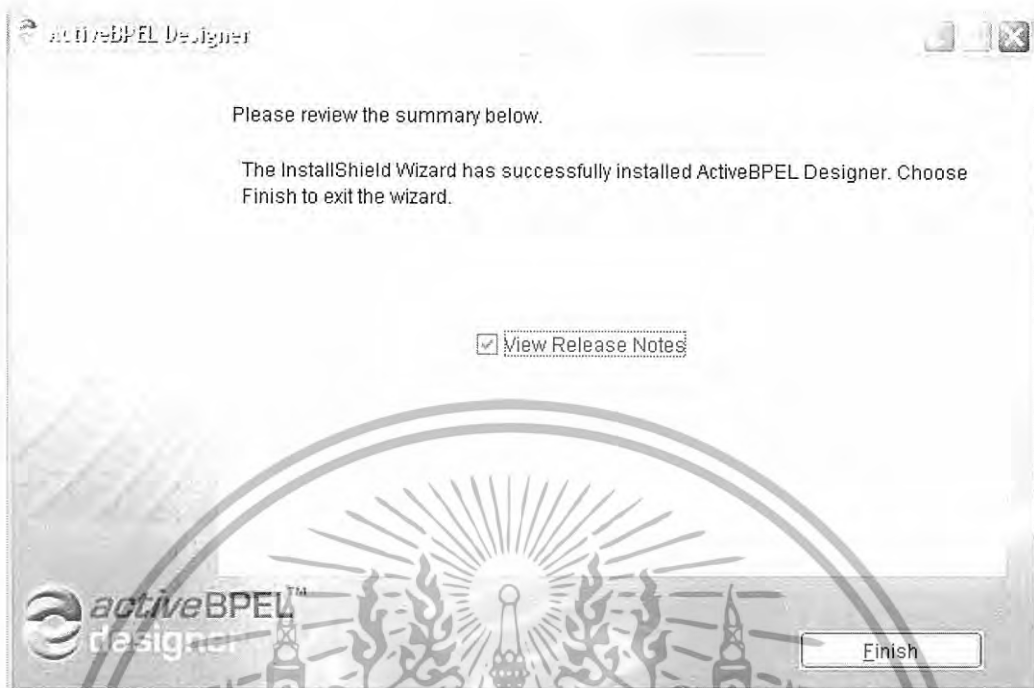 ActiveBPEL Designer
Please review the summary below.
The InstallShield Wizard has successfully installed ActiveBPEL Designer. Choose
Finish to exit the wizard.
View Release Notes
activeBPEL™
designer
Finish